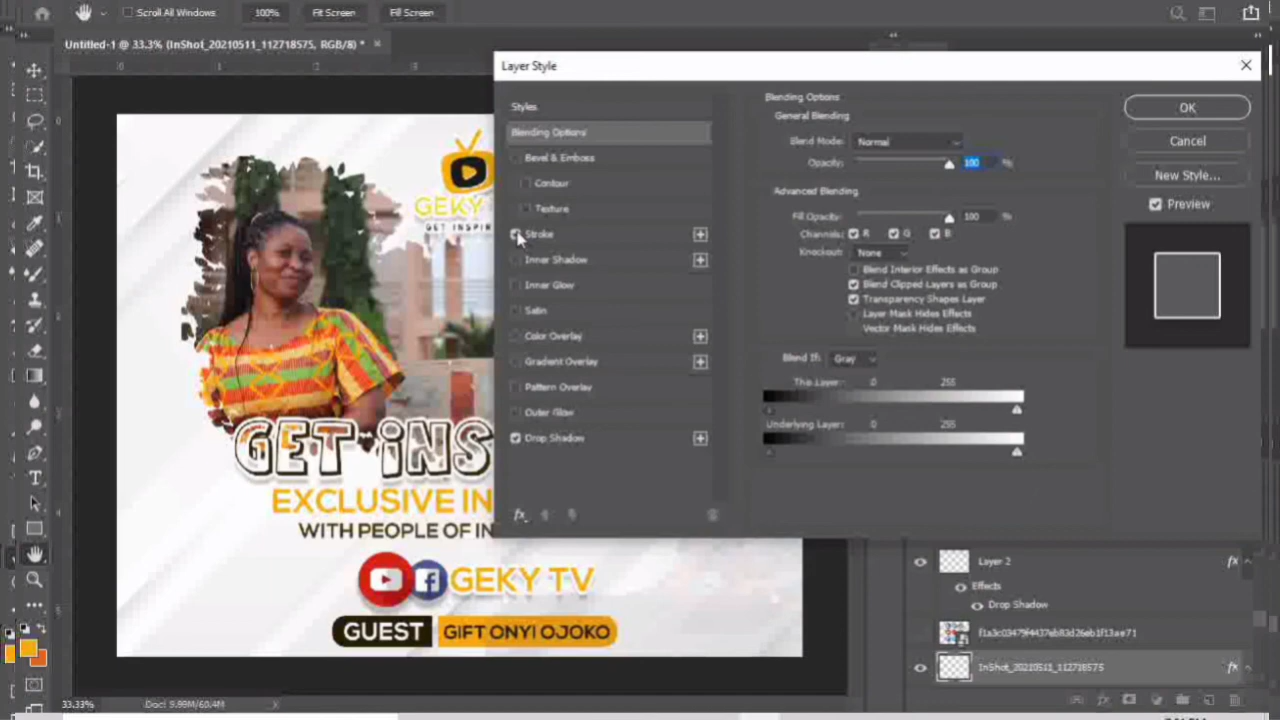 Scroll All Windows 100% Fit Screen Fill Screen
Untitled-1 @ 33.3% (InShot_20210511_112718575, RGB/8) * ×
Layer Style
Styles
Blending Options
Bevel & Emboss
Contour
Texture
Stroke
Inner Shadow
Inner Glow
Satin
Color Overlay
Gradient Overlay
Pattern Overlay
Outer Glow
Drop Shadow
fx
Blending Options
General Blending
Blend Mode: Normal
Opacity: 100 %
Advanced Blending
Fill Opacity: 100 %
Channels: R G B
Knockout: None
Blend Interior Effects as Group
Blend Clipped Layers as Group
Transparency Shapes Layer
Layer Mask Hides Effects
Vector Mask Hides Effects
Blend If: Gray
This Layer: 0 255
Underlying Layer: 0 255
OK
Cancel
New Style...
Preview
GEKY
GET INSPI
GET iNS
EXCLUSIVE IN
WITH PEOPLE OF IN
GEKY TV
GUEST GIFT ONYI OJOKO
Layer 2 fx
Effects
Drop Shadow
f1a3c03479f4437eb83d26eb1f13ae71
InShot_20210511_112718575 fx
33.33% Doc: 9.99M/60.4M